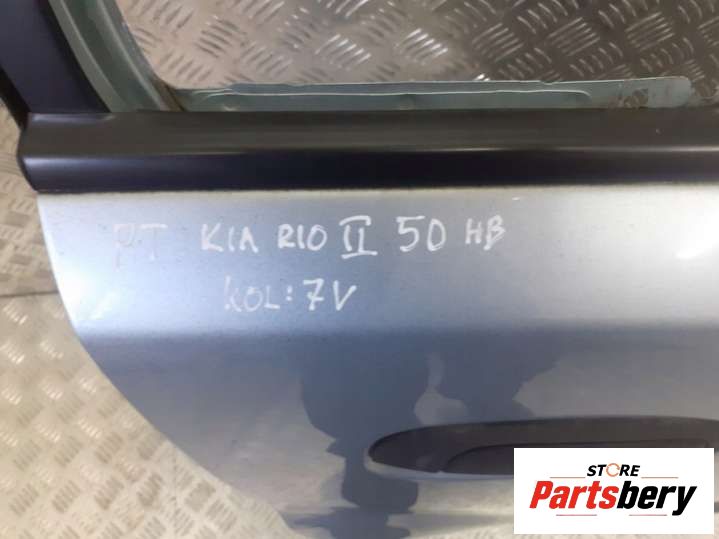 PT KIA RIO II 5D HB
KOL: 7V
STORE
Partsbery